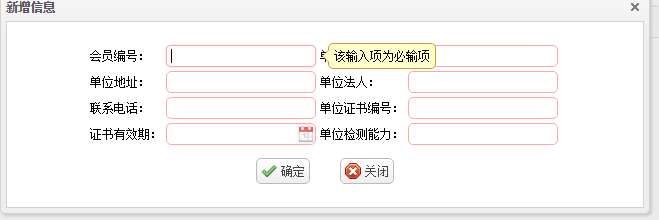 新增信息
会员编号： 单 该输入项为必输项
单位地址： 单位法人：
联系电话： 单位证书编号：
证书有效期： 单位检测能力：
确定 关闭